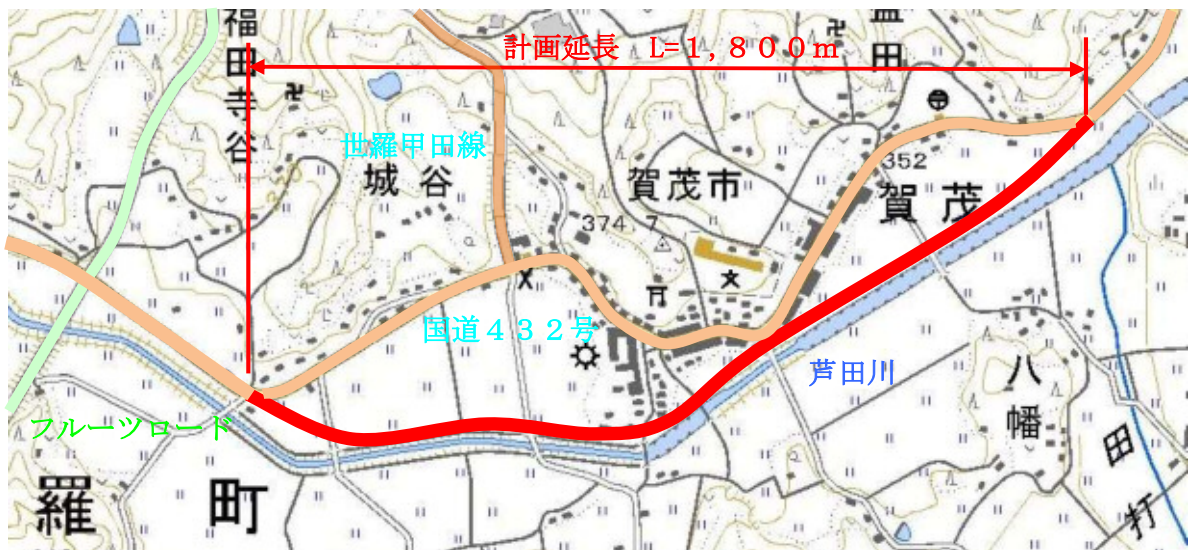 福田寺谷
計画延長 L=1,800m
田
世羅甲田線
城谷
賀茂市
352
賀茂
374.7
国道432号
芦田川
八幡
フルーツロード
羅町
田打